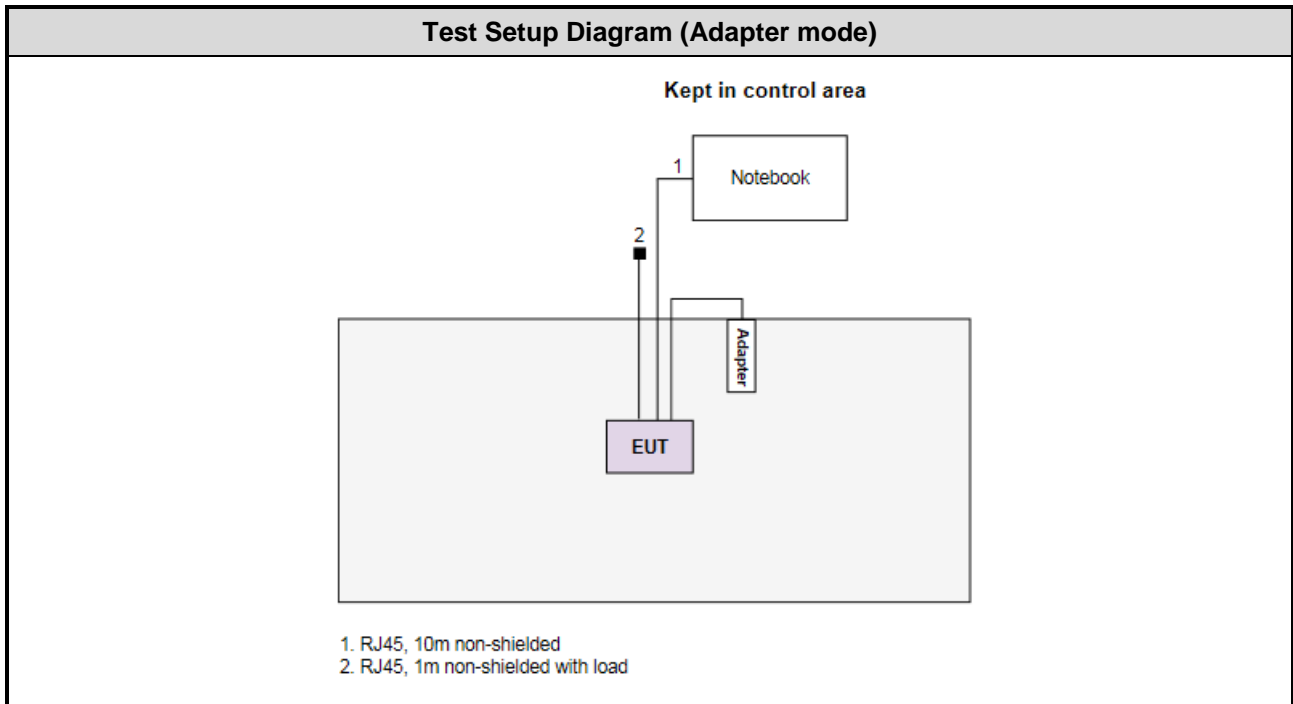 Test Setup Diagram (Adapter mode)
Kept in control area
1
Notebook
2
Adapter
EUT
1. RJ45, 10m non-shielded
2. RJ45, 1m non-shielded with load